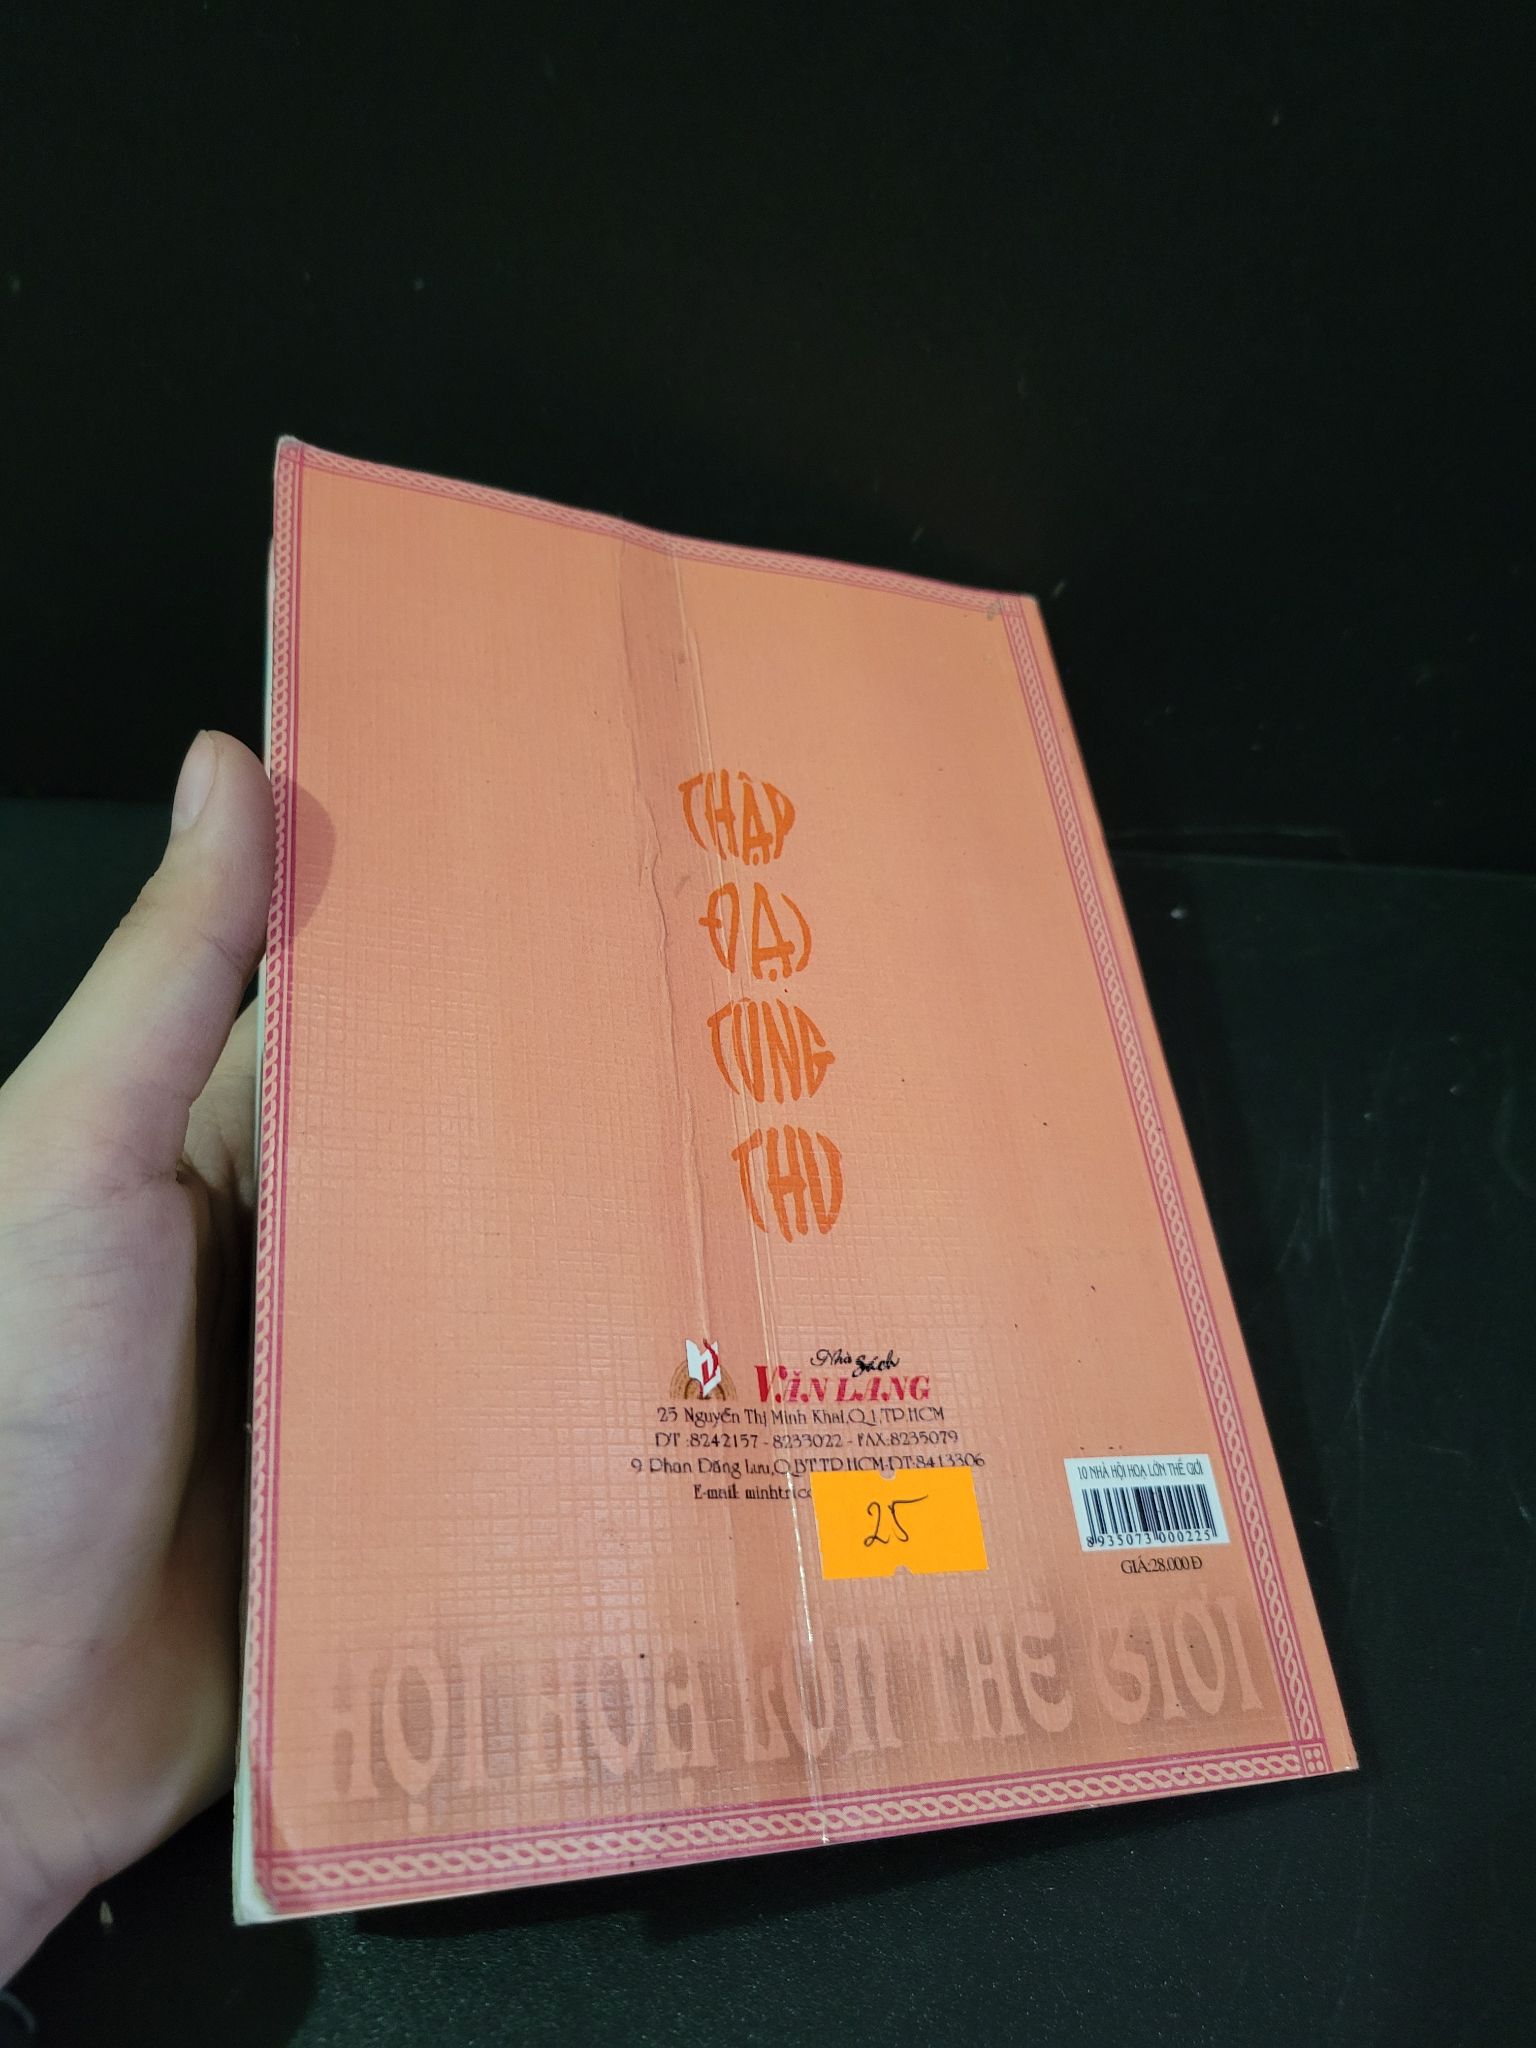 THẬP
ĐẠI
TÙNG
THƯ
Nhà Sách
VĂN LANG
25 Nguyễn Thị Minh Khai,Q.1,TP.HCM
ĐT :8242157 - 8233022 - FAX:8235079
9 Phan Đăng Lưu,Q.BT.TP.HCM-ĐT:8413306
E-mail: minhtri
25
10 NHÀ HỘI HOẠ LỚN THẾ GIỚI
8935073000225
GIÁ:28.000 Đ
HỘI HOẠ LỚN THẾ GIỚI